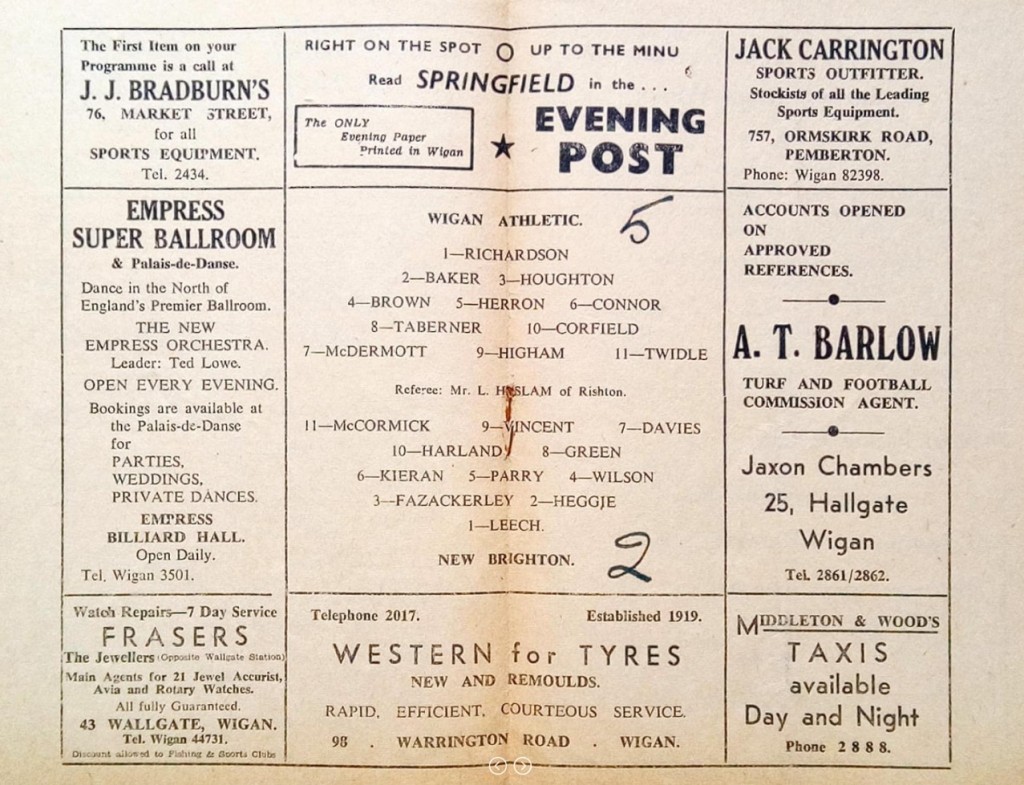 The First Item on your
Programme is a call at
J. J. BRADBURN'S
76, MARKET STREET,
for all
SPORTS EQUIPMENT.
Tel. 2434.
RIGHT ON THE SPOT O UP TO THE MINU
Read SPRINGFIELD in the ...
The ONLY
Evening Paper
Printed in Wigan
★ EVENING
POST
JACK CARRINGTON
SPORTS OUTFITTER.
Stockists of all the Leading
Sports Equipment.
757, ORMSKIRK ROAD,
PEMBERTON.
Phone: Wigan 82398.
EMPRESS
SUPER BALLROOM
& Palais-de-Danse.
Dance in the North of
England's Premier Ballroom.
THE NEW
EMPRESS ORCHESTRA.
Leader: Ted Lowe.
OPEN EVERY EVENING.
Bookings are available at
the Palais-de-Danse
for
PARTIES,
WEDDINGS,
PRIVATE DANCES.
EMPRESS
BILLIARD HALL.
Open Daily.
Tel. Wigan 3501.
WIGAN ATHLETIC. 5
1—RICHARDSON
2—BAKER 3—HOUGHTON
4—BROWN 5—HERRON 6—CONNOR
8—TABERNER 10—CORFIELD
7—McDERMOTT 9—HIGHAM 11—TWIDLE
Referee: Mr. L. HASLAM of Rishton.
11—McCORMICK 9—VINCENT 7—DAVIES
10—HARLAND 8—GREEN
6—KIERAN 5—PARRY 4—WILSON
3—FAZACKERLEY 2—HEGGJE
1—LEECH.
NEW BRIGHTON. 2
ACCOUNTS OPENED
ON
APPROVED
REFERENCES.
A. T. BARLOW
TURF AND FOOTBALL
COMMISSION AGENT.
Jaxon Chambers
25, Hallgate
Wigan
Tel. 2861/2862.
Watch Repairs—7 Day Service
FRASERS
The Jewellers (Opposite Wallgate Station)
Main Agents for 21 Jewel Accurist,
Avia and Rotary Watches.
All fully Guaranteed.
43 WALLGATE, WIGAN.
Tel. Wigan 44731.
Discount allowed to Fishing & Sports Clubs
Telephone 2017. Established 1919.
WESTERN for TYRES
NEW AND REMOULDS.
RAPID, EFFICIENT, COURTEOUS SERVICE.
98 . WARRINGTON ROAD . WIGAN.
MIDDLETON & WOOD'S
TAXIS
available
Day and Night
Phone 2888.